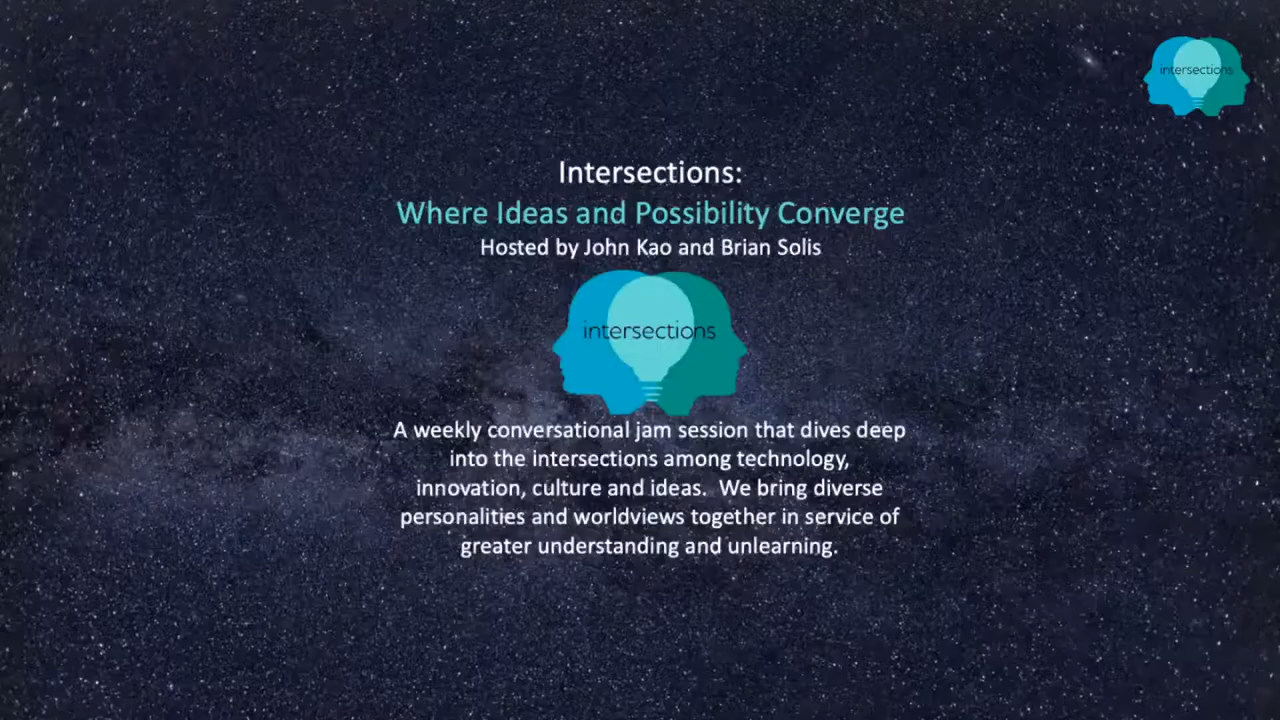 intersections
Intersections:
Where Ideas and Possibility Converge
Hosted by John Kao and Brian Solis
intersections
A weekly conversational jam session that dives deep
into the intersections among technology,
innovation, culture and ideas.  We bring diverse
personalities and worldviews together in service of
greater understanding and unlearning.